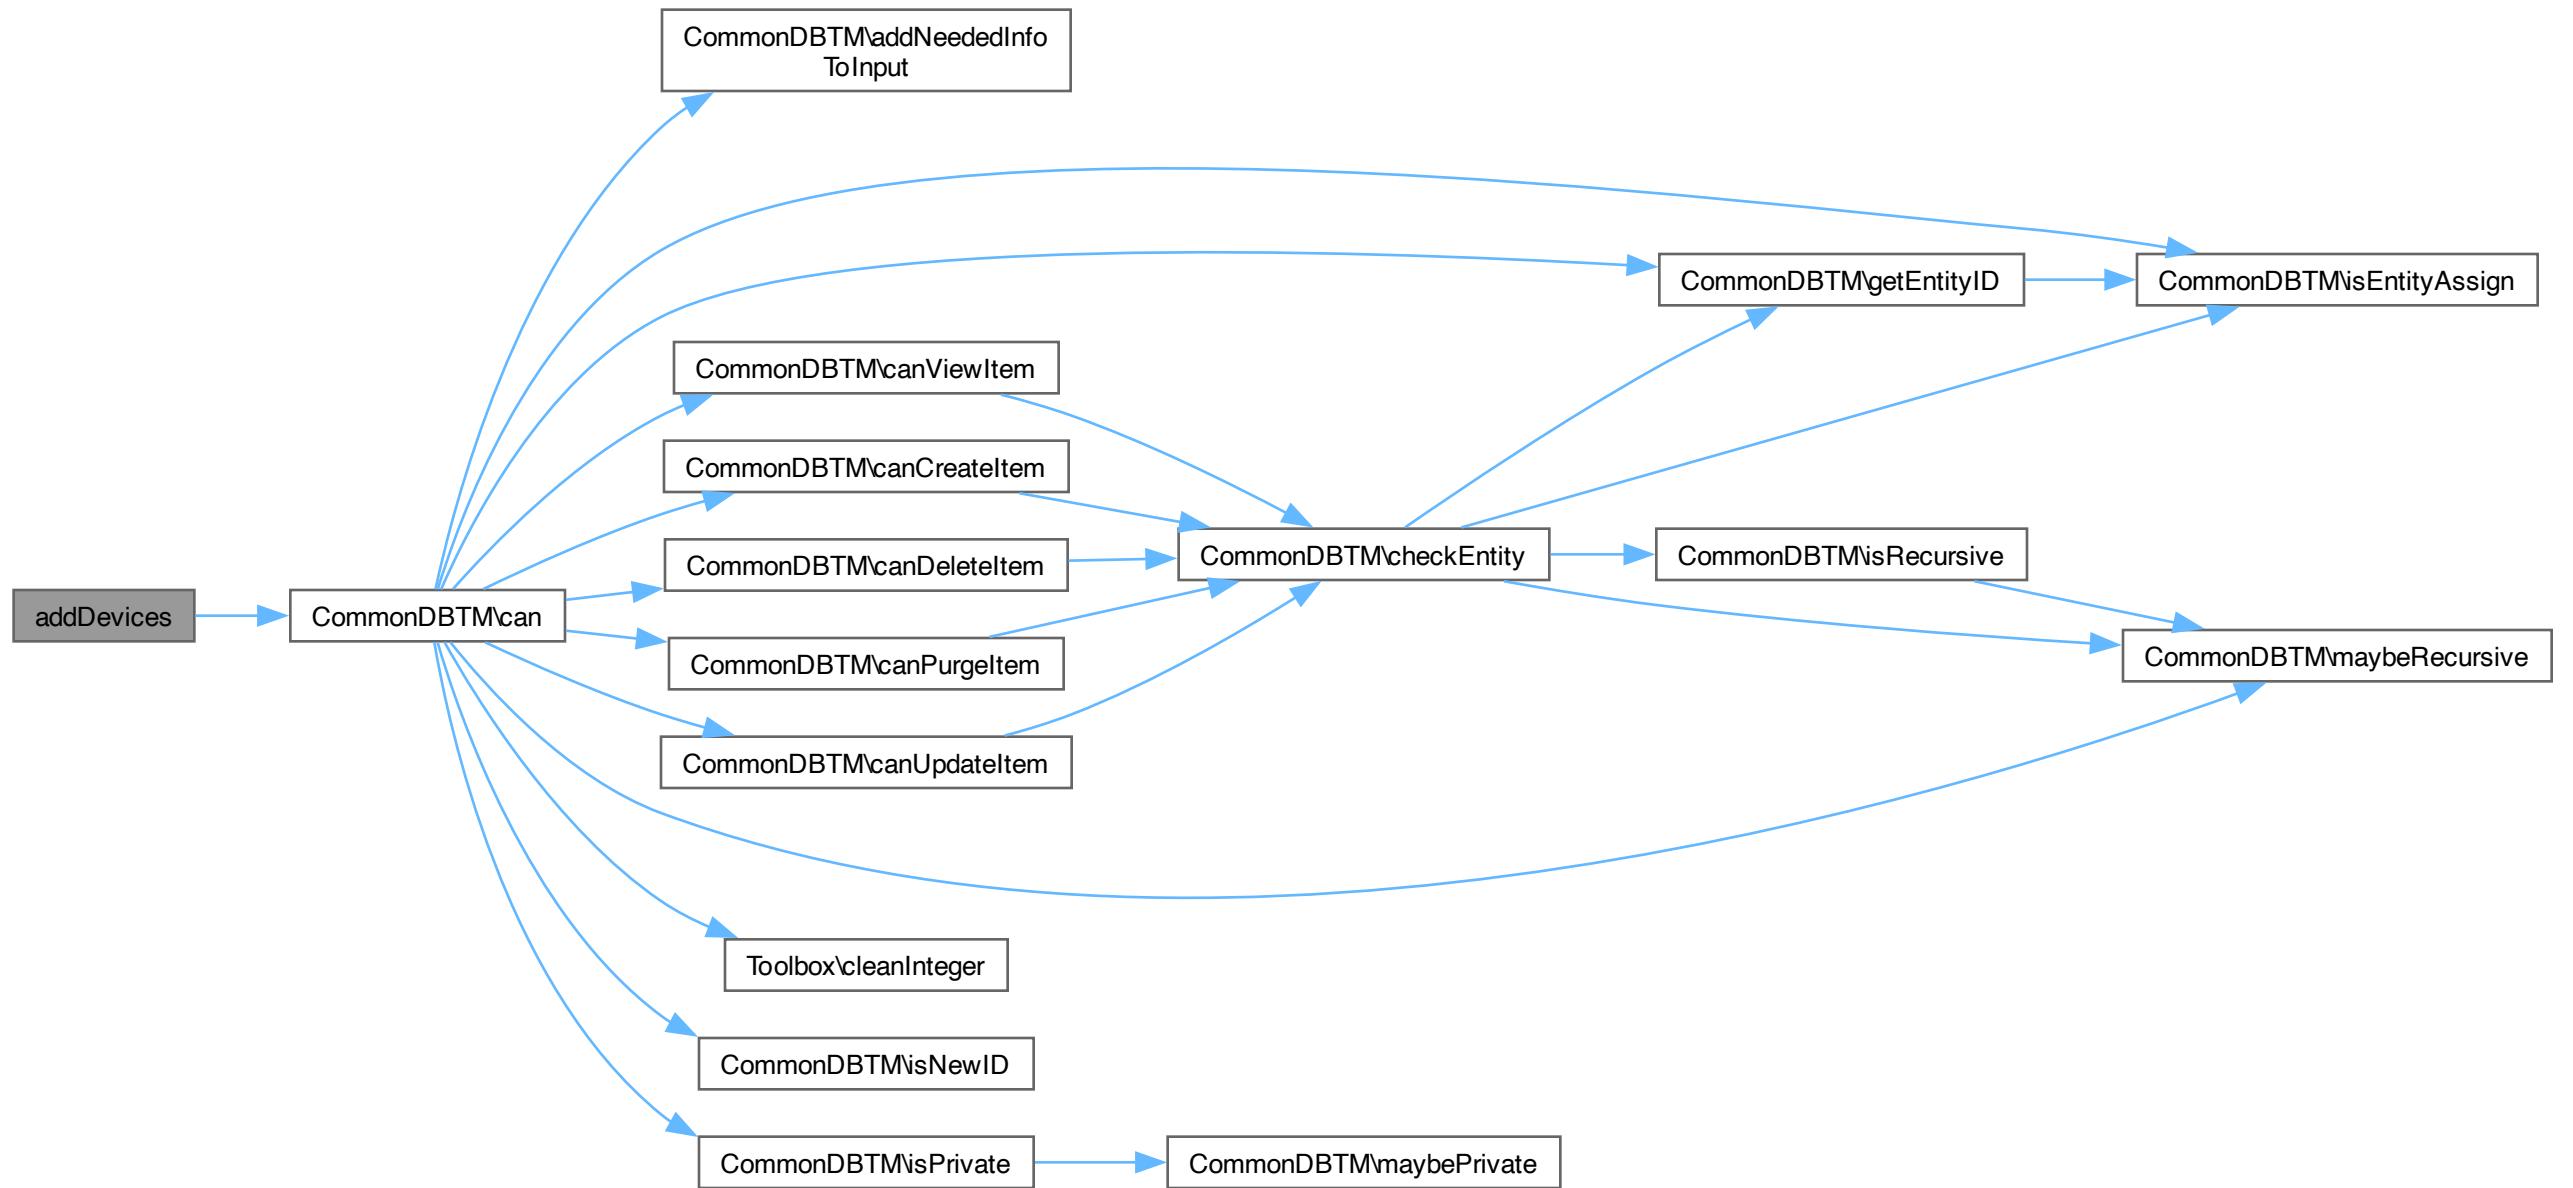 CommonDBTM\addNeededInfo
ToInput
CommonDBTM\getEntityID
CommonDBTM\isEntityAssign
CommonDBTM\canViewItem
CommonDBTM\canCreateItem
CommonDBTM\checkEntity
CommonDBTM\isRecursive
CommonDBTM\canDeleteItem
addDevices
CommonDBTM\can
CommonDBTM\canPurgeItem
CommonDBTM\maybeRecursive
CommonDBTM\canUpdateItem
Toolbox\cleanInteger
CommonDBTM\isNewID
CommonDBTM\isPrivate
CommonDBTM\maybePrivate